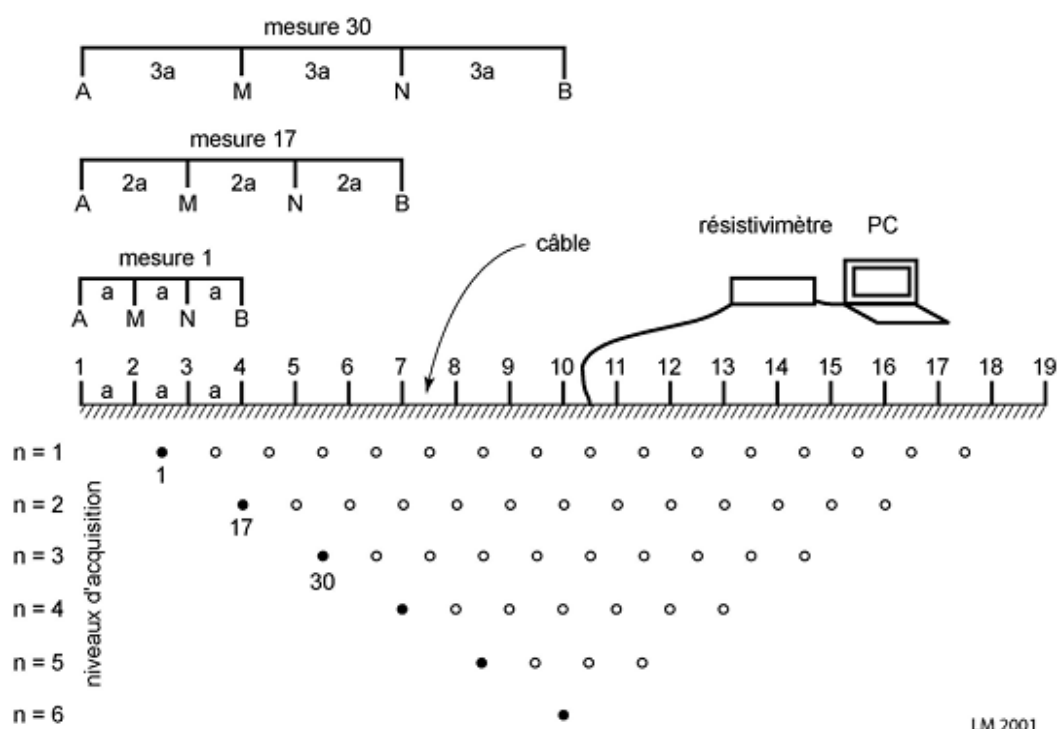 mesure 30
3a 3a 3a
A M N B
mesure 17
2a 2a 2a
A M N B
résistivimètre PC
câble
mesure 1
a a a
A M N B
1 2 3 4 5 6 7 8 9 10 11 12 13 14 15 16 17 18 19
a a a
n = 1
1
n = 2
17
n = 3
30
n = 4
n = 5
n = 6
niveaux d'acquisition
LM 2001